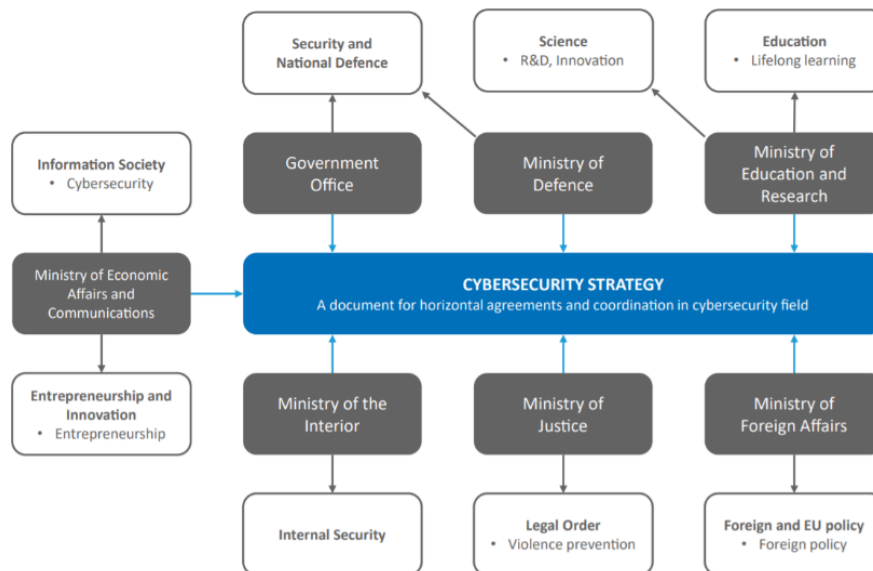 Security and
National Defence
Science
• R&D, Innovation
Education
• Lifelong learning
Information Society
• Cybersecurity
Government
Office
Ministry of
Defence
Ministry of
Education and
Research
Ministry of Economic
Affairs and
Communications
CYBERSECURITY STRATEGY
A document for horizontal agreements and coordination in cybersecurity field
Entrepreneurship and
Innovation
• Entrepreneurship
Ministry of the
Interior
Ministry of
Justice
Ministry of
Foreign Affairs
Internal Security
Legal Order
• Violence prevention
Foreign and EU policy
• Foreign policy